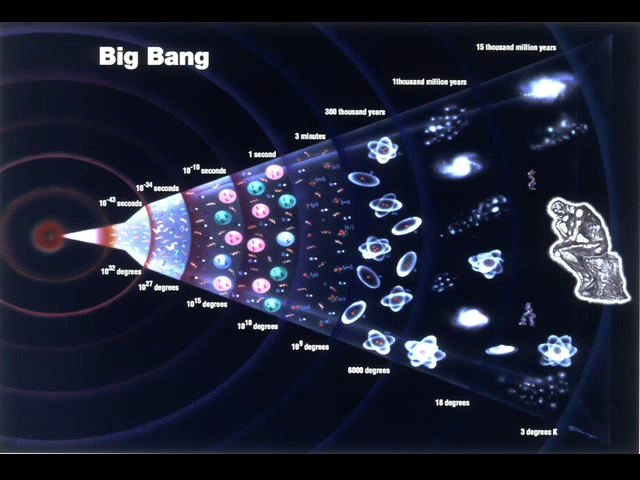 Big Bang
15 thousand million years
1thousand million years
300 thousand years
3 minutes
1 second
10-10 seconds
10-34 seconds
10-43 seconds
1032 degrees
1027 degrees
1015 degrees
1010 degrees
109 degrees
6000 degrees
18 degrees
3 degrees K